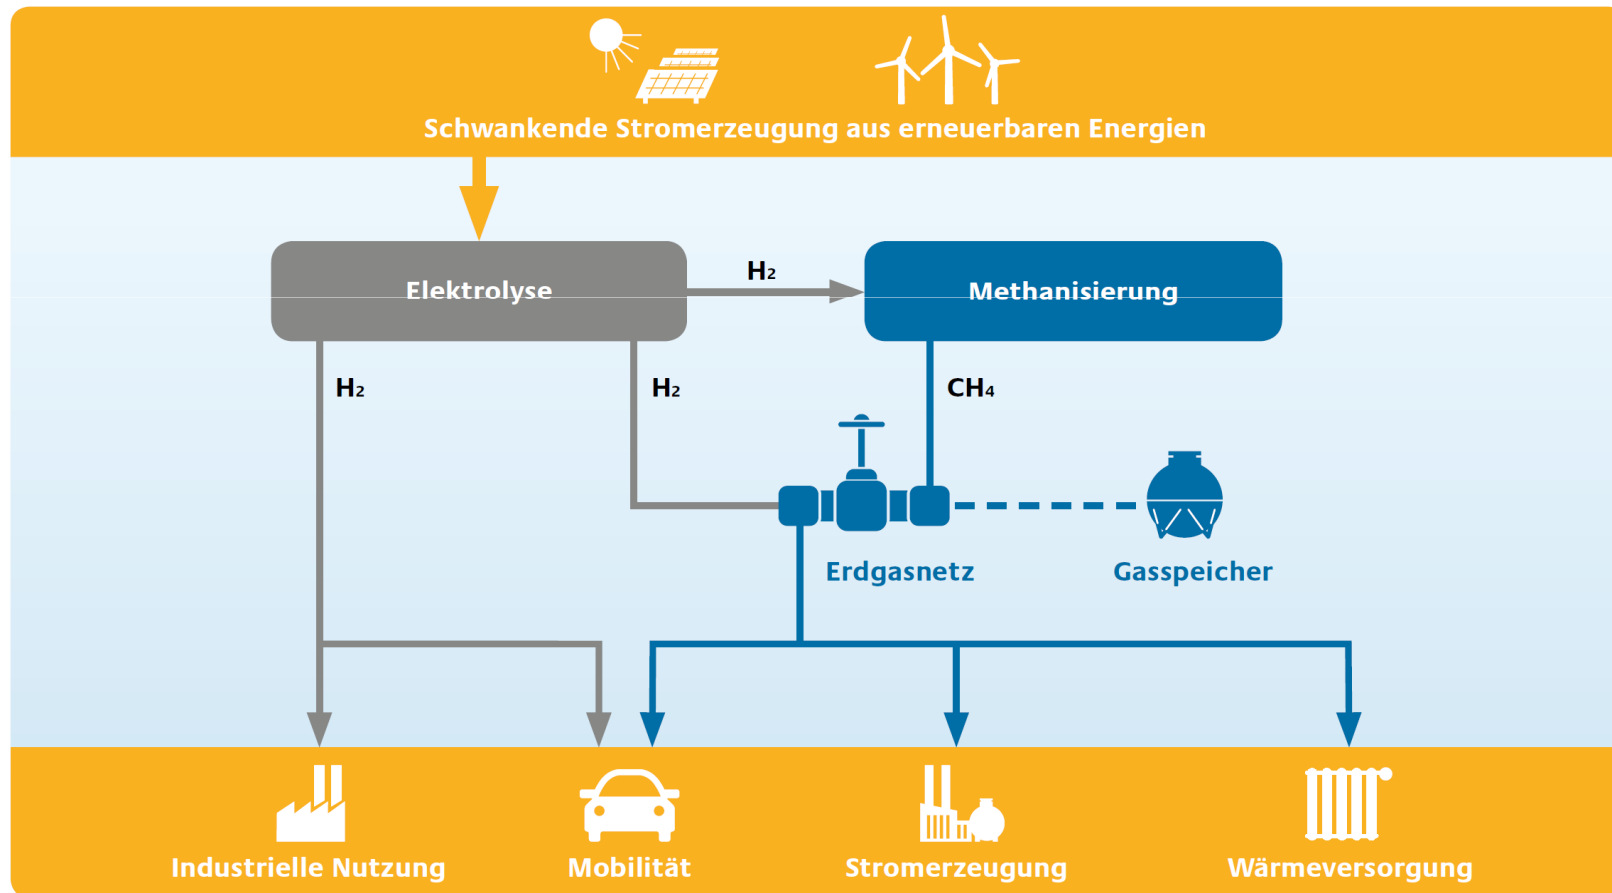 Schwankende Stromerzeugung aus erneuerbaren Energien
Elektrolyse
H₂
Methanisierung
H₂
H₂
CH₄
Erdgasnetz
Gasspeicher
Industrielle Nutzung
Mobilität
Stromerzeugung
Wärmeversorgung